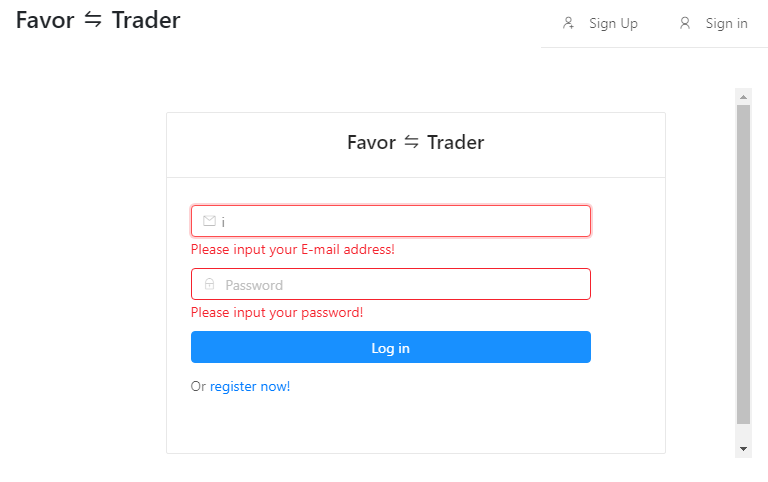 Favor ⇋ Trader
Sign Up Sign in
Favor ⇋ Trader
i
Please input your E-mail address!
Password
Please input your password!
Log in
Or register now!